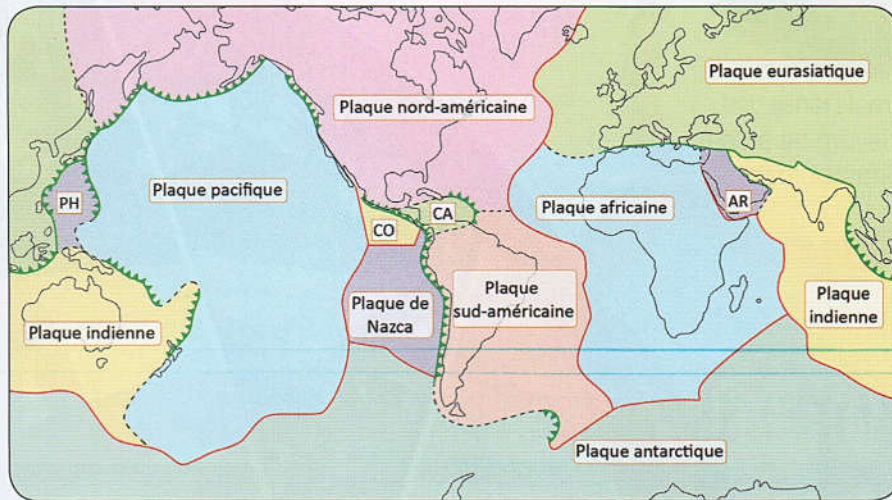 Plaque eurasiatique
Plaque nord-américaine
Plaque pacifique
PH
CA
CO
Plaque africaine
AR
Plaque indienne
Plaque de
Nazca
Plaque
sud-américaine
Plaque
indienne
Plaque antarctique